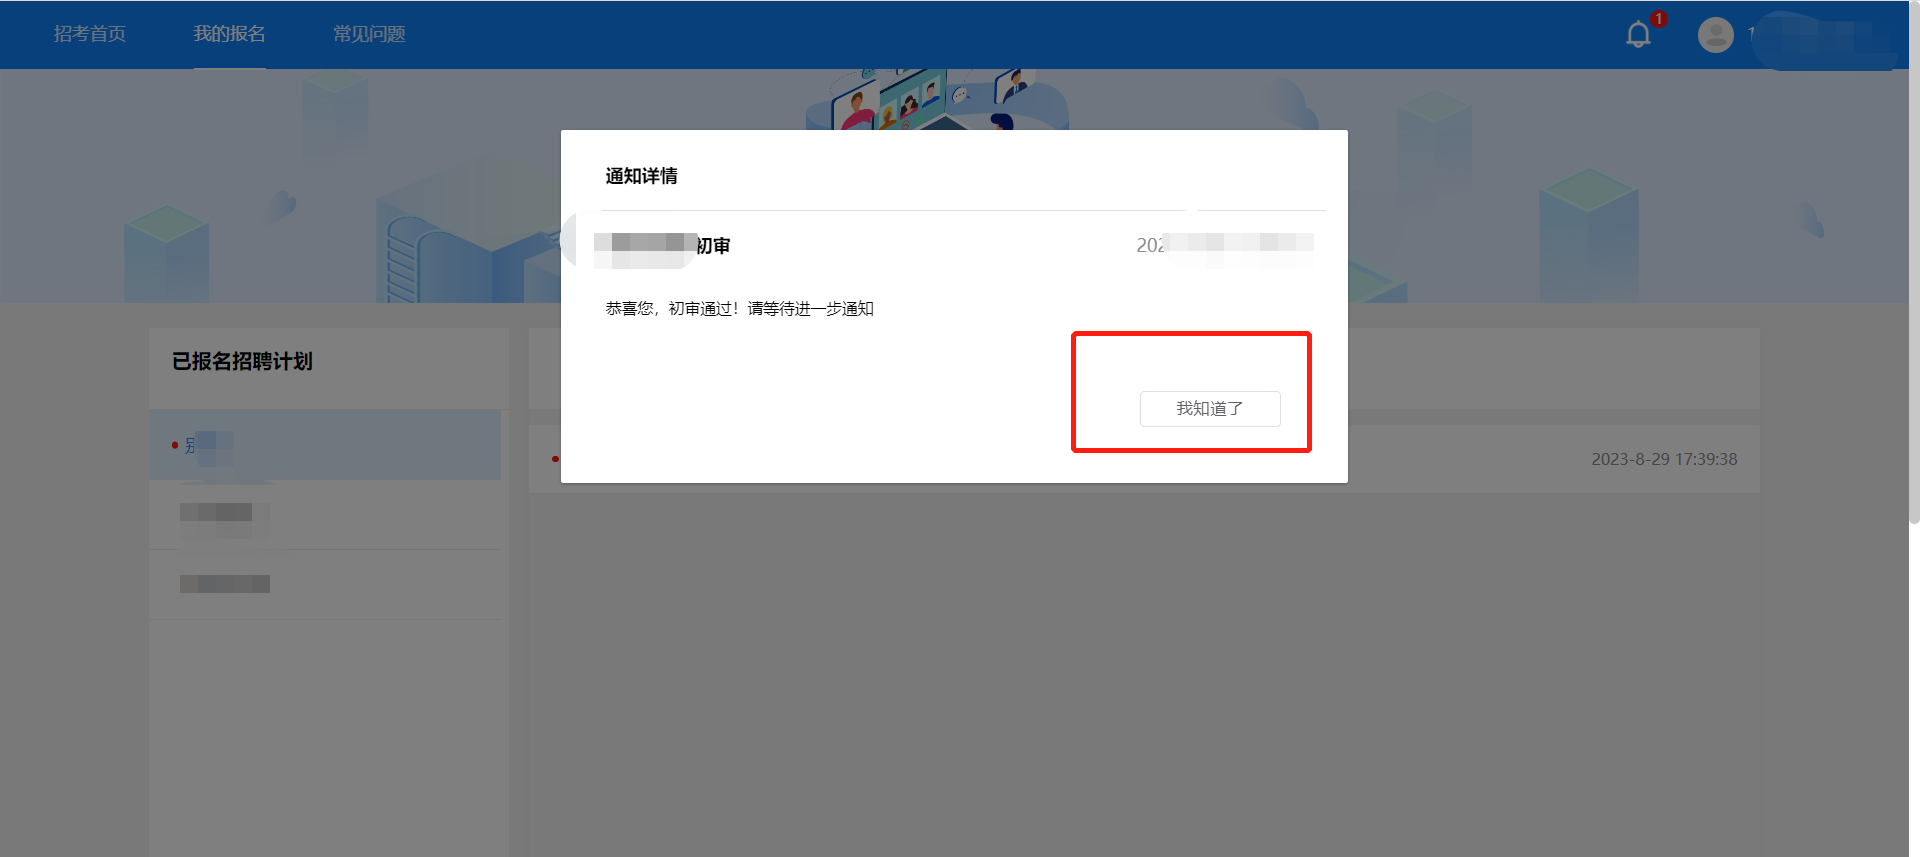 招考首页
我的报名
常见问题
1
通知详情
初审
202
恭喜您，初审通过！请等待进一步通知
我知道了
已报名招聘计划
2023-8-29 17:39:38